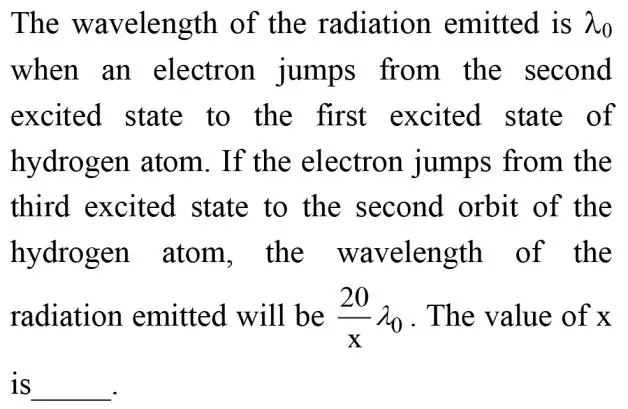 The wavelength of the radiation emitted is λ₀
when an electron jumps from the second
excited state to the first excited state of
hydrogen atom. If the electron jumps from the
third excited state to the second orbit of the
hydrogen atom, the wavelength of the
radiation emitted will be 20/x λ₀. The value of x
is_____.